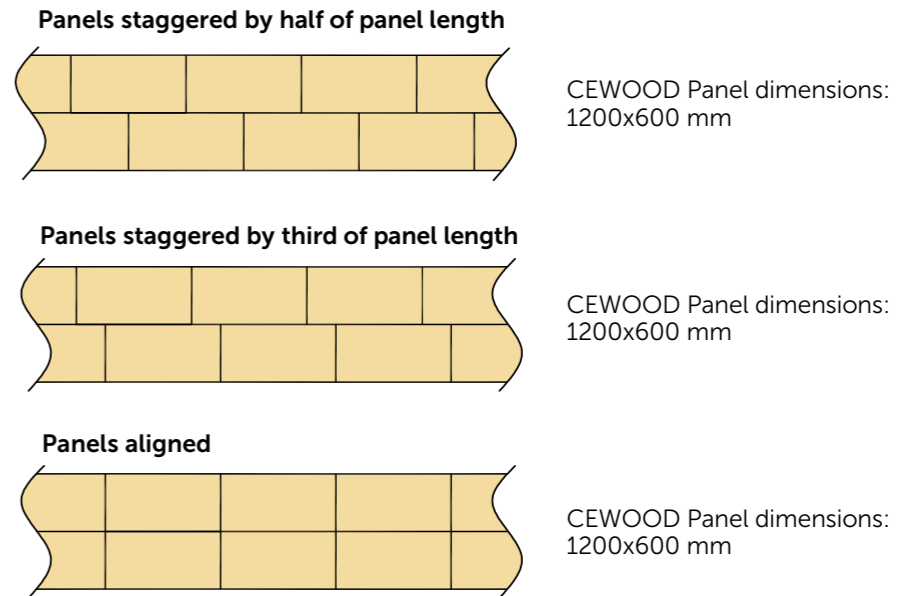 Panels staggered by half of panel length
CEWOOD Panel dimensions:
1200x600 mm
Panels staggered by third of panel length
CEWOOD Panel dimensions:
1200x600 mm
Panels aligned
CEWOOD Panel dimensions:
1200x600 mm